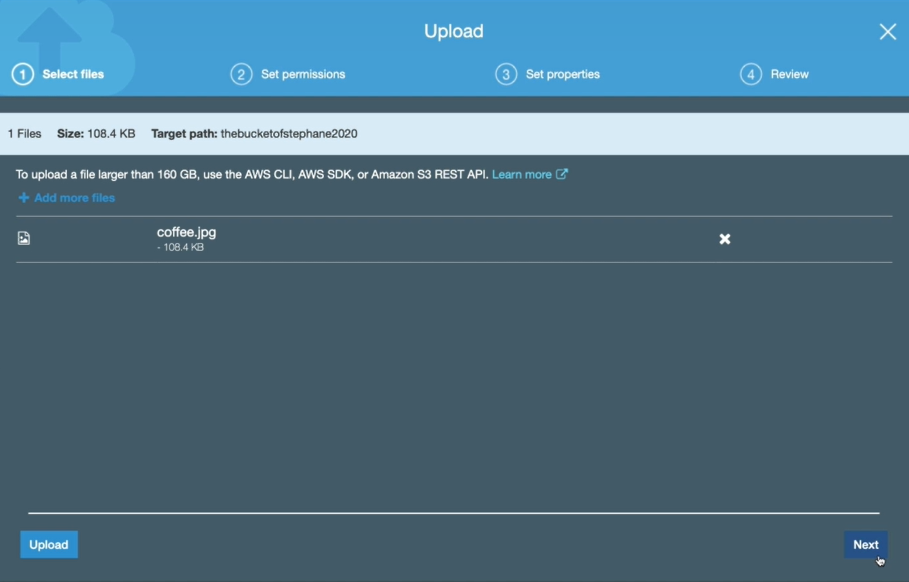 Upload
1 Select files
2 Set permissions
3 Set properties
4 Review
1 Files Size: 108.4 KB Target path: thebucketofstephane2020
To upload a file larger than 160 GB, use the AWS CLI, AWS SDK, or Amazon S3 REST API. Learn more
+ Add more files
coffee.jpg
- 108.4 KB
Upload
Next